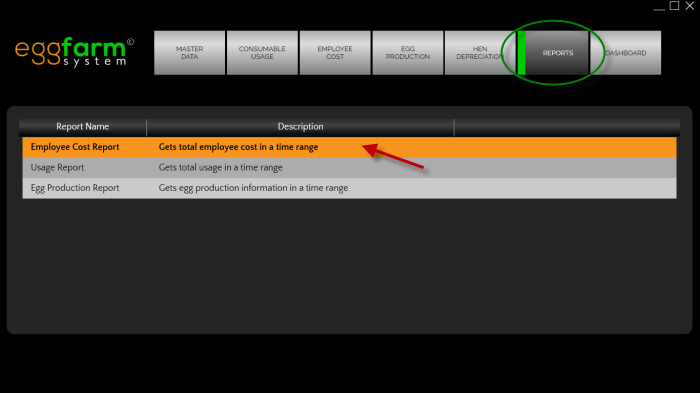 eggfarm©
system
MASTER
DATA
CONSUMABLE
USAGE
EMPLOYEE
COST
EGG
PRODUCTION
HEN
DEPRECIATION
REPORTS
DASHBOARD
Report Name Description
Employee Cost Report Gets total employee cost in a time range
Usage Report Gets total usage in a time range
Egg Production Report Gets egg production information in a time range